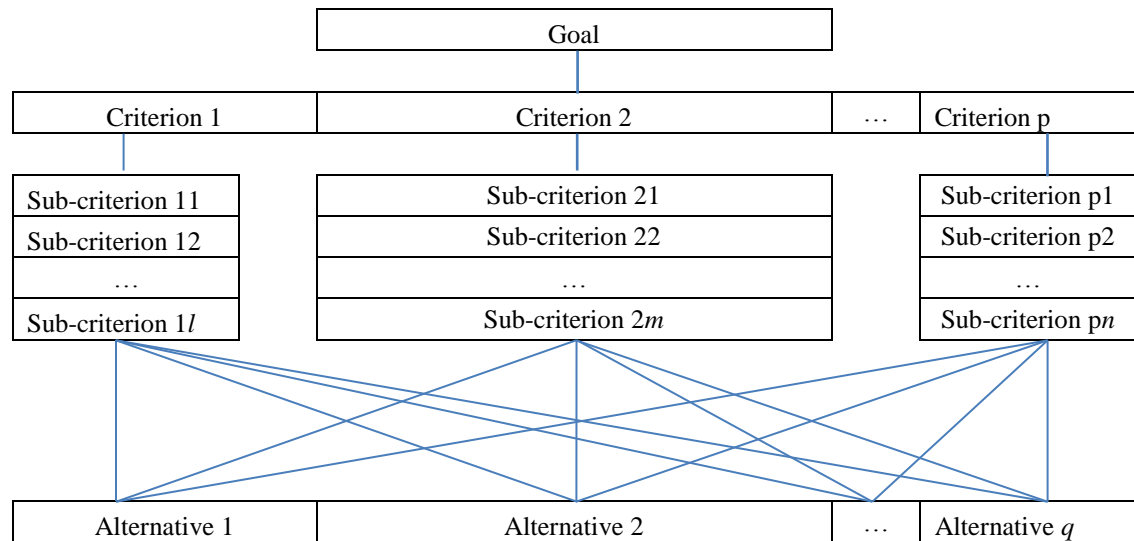 Goal
Criterion 1 Criterion 2 … Criterion p
Sub-criterion 11 Sub-criterion 21 Sub-criterion p1
Sub-criterion 12 Sub-criterion 22 Sub-criterion p2
… … …
Sub-criterion 1l Sub-criterion 2m Sub-criterion pn
Alternative 1 Alternative 2 … Alternative q